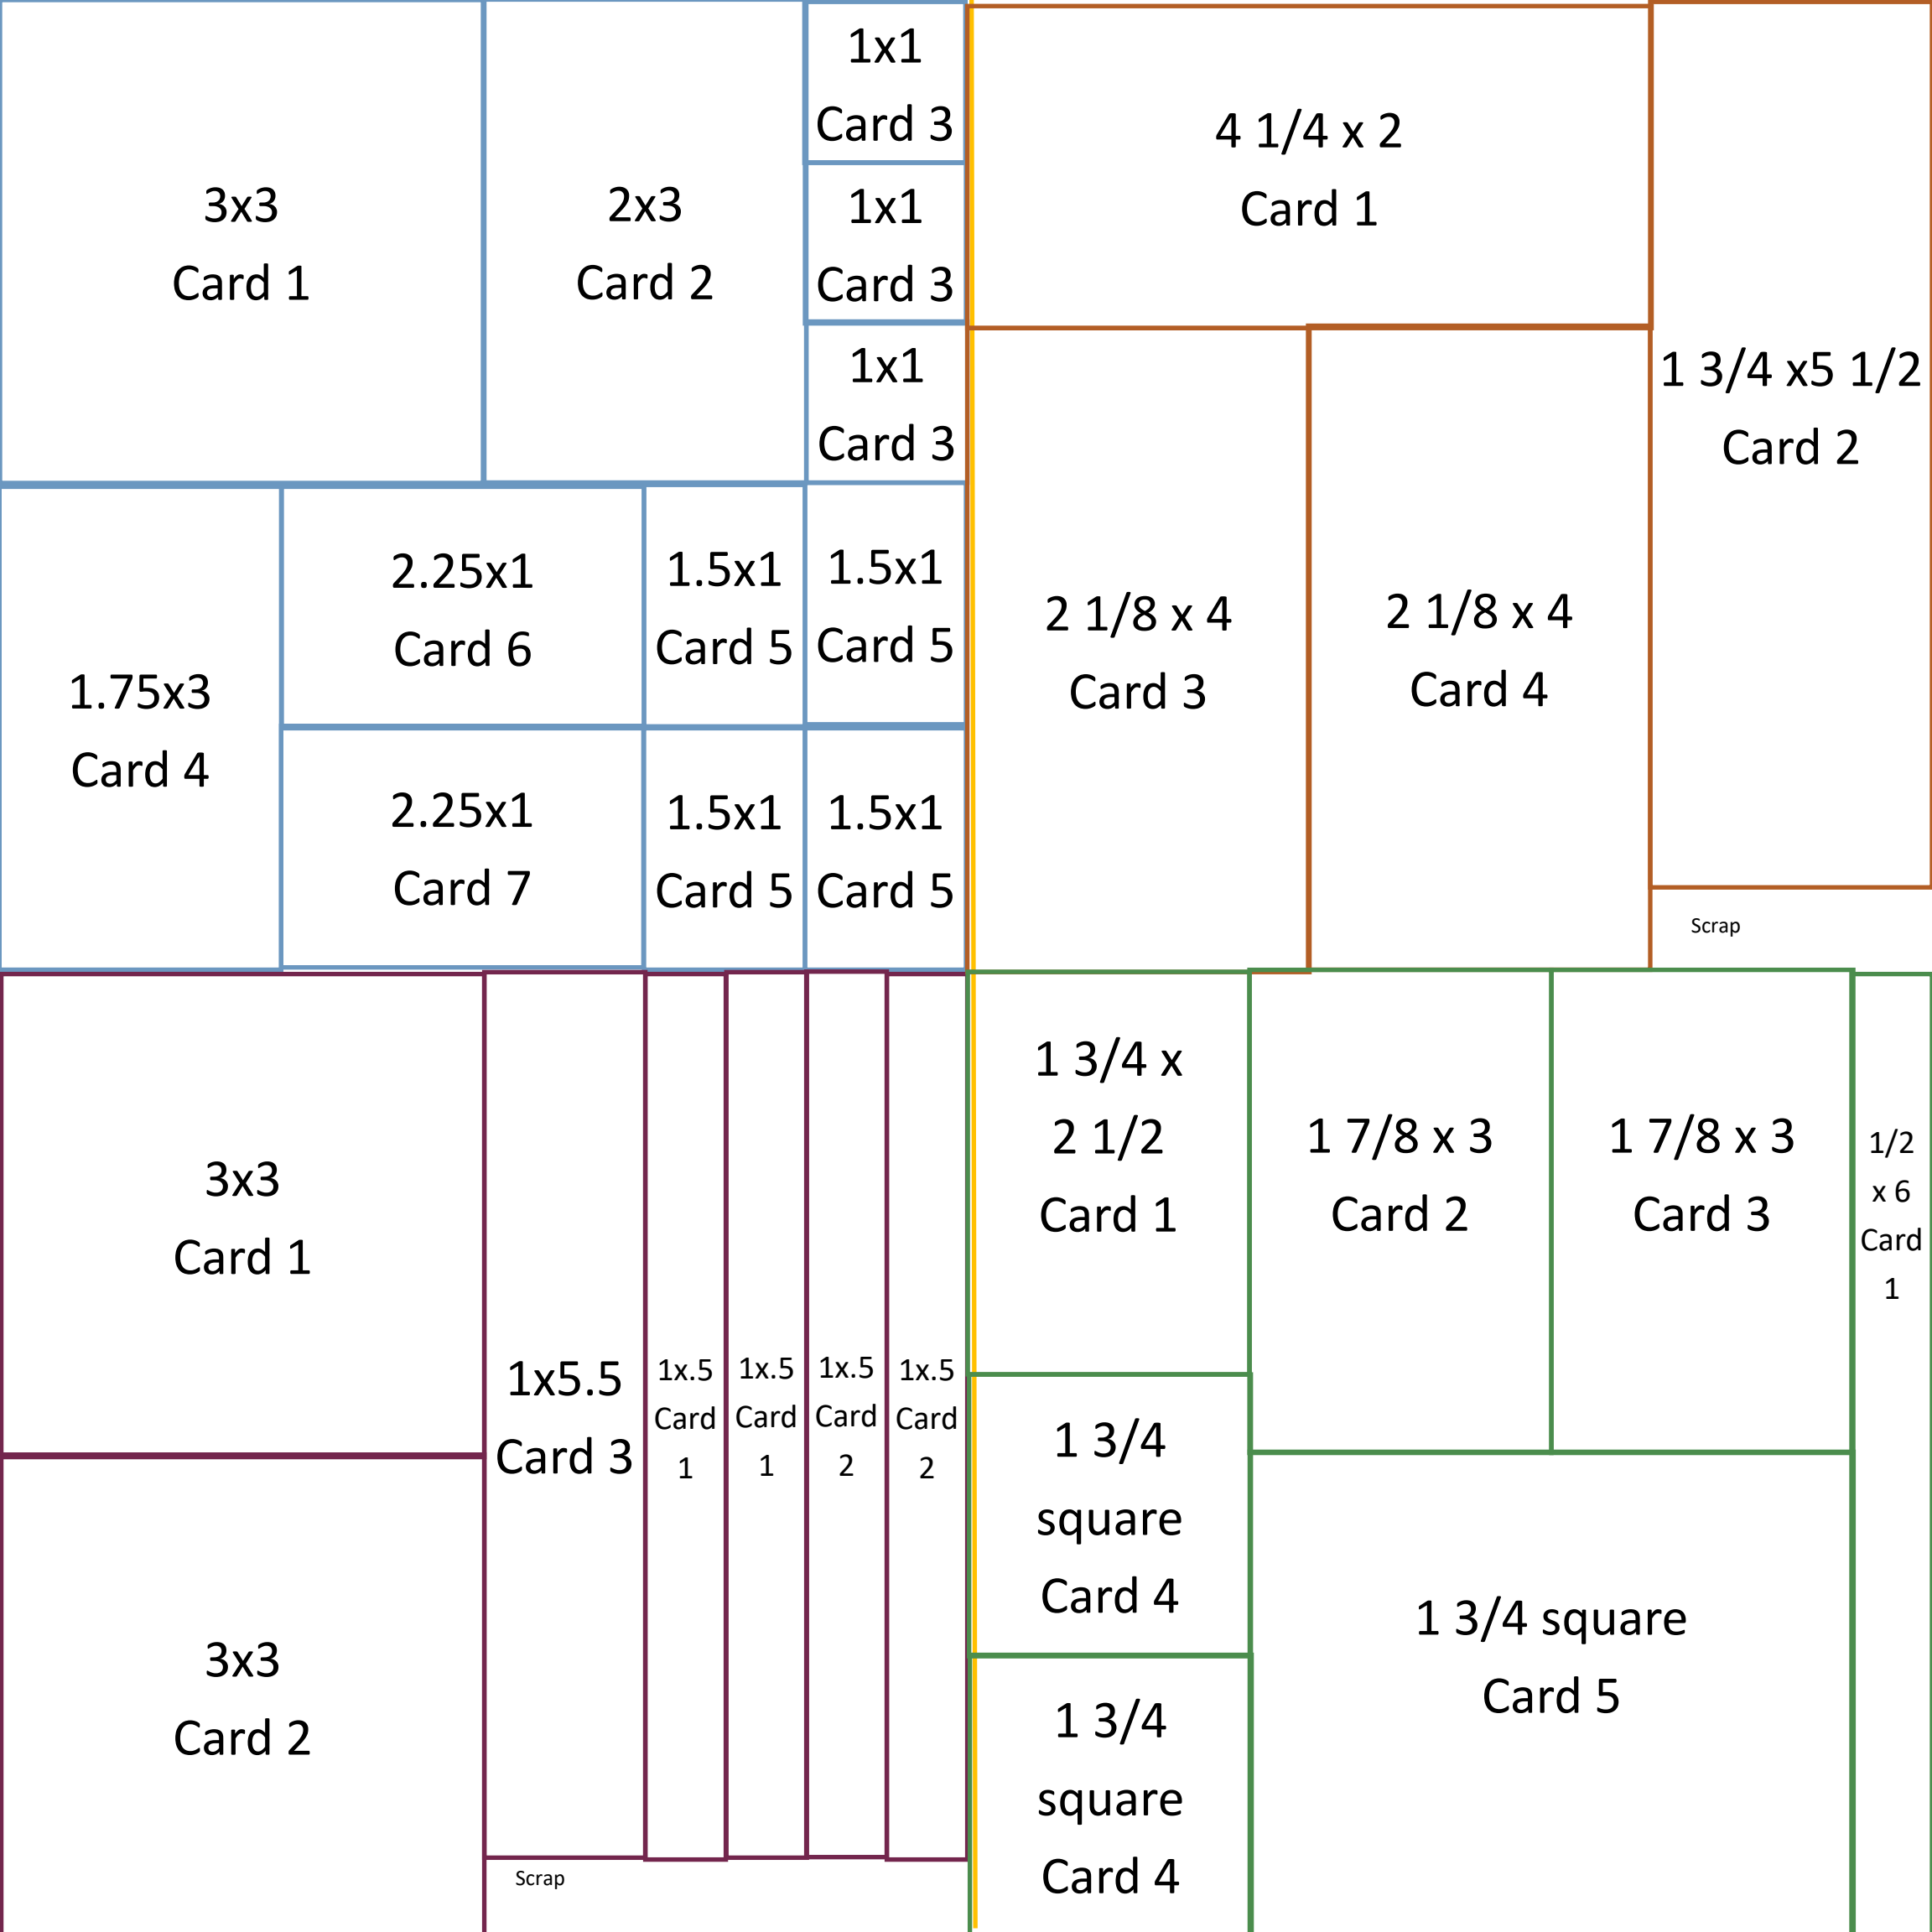 3x3
Card 1
2x3
Card 2
1x1
Card 3
1x1
Card 3
1x1
Card 3
1.75x3
Card 4
2.25x1
Card 6
1.5x1
Card 5
1.5x1
Card 5
2.25x1
Card 7
1.5x1
Card 5
1.5x1
Card 5
4 1/4 x 2
Card 1
1 3/4 x5 1/2
Card 2
2 1/8 x 4
Card 3
2 1/8 x 4
Card 4
Scrap
3x3
Card 1
3x3
Card 2
1x5.5
Card 3
1x.5
Card
1
1x.5
Card
1
1x.5
Card
2
1x.5
Card
2
Scrap
1 3/4 x
2 1/2
Card 1
1 7/8 x 3
Card 2
1 7/8 x 3
Card 3
1/2
x 6
Card
1
1 3/4
square
Card 4
1 3/4
square
Card 4
1 3/4 square
Card 5